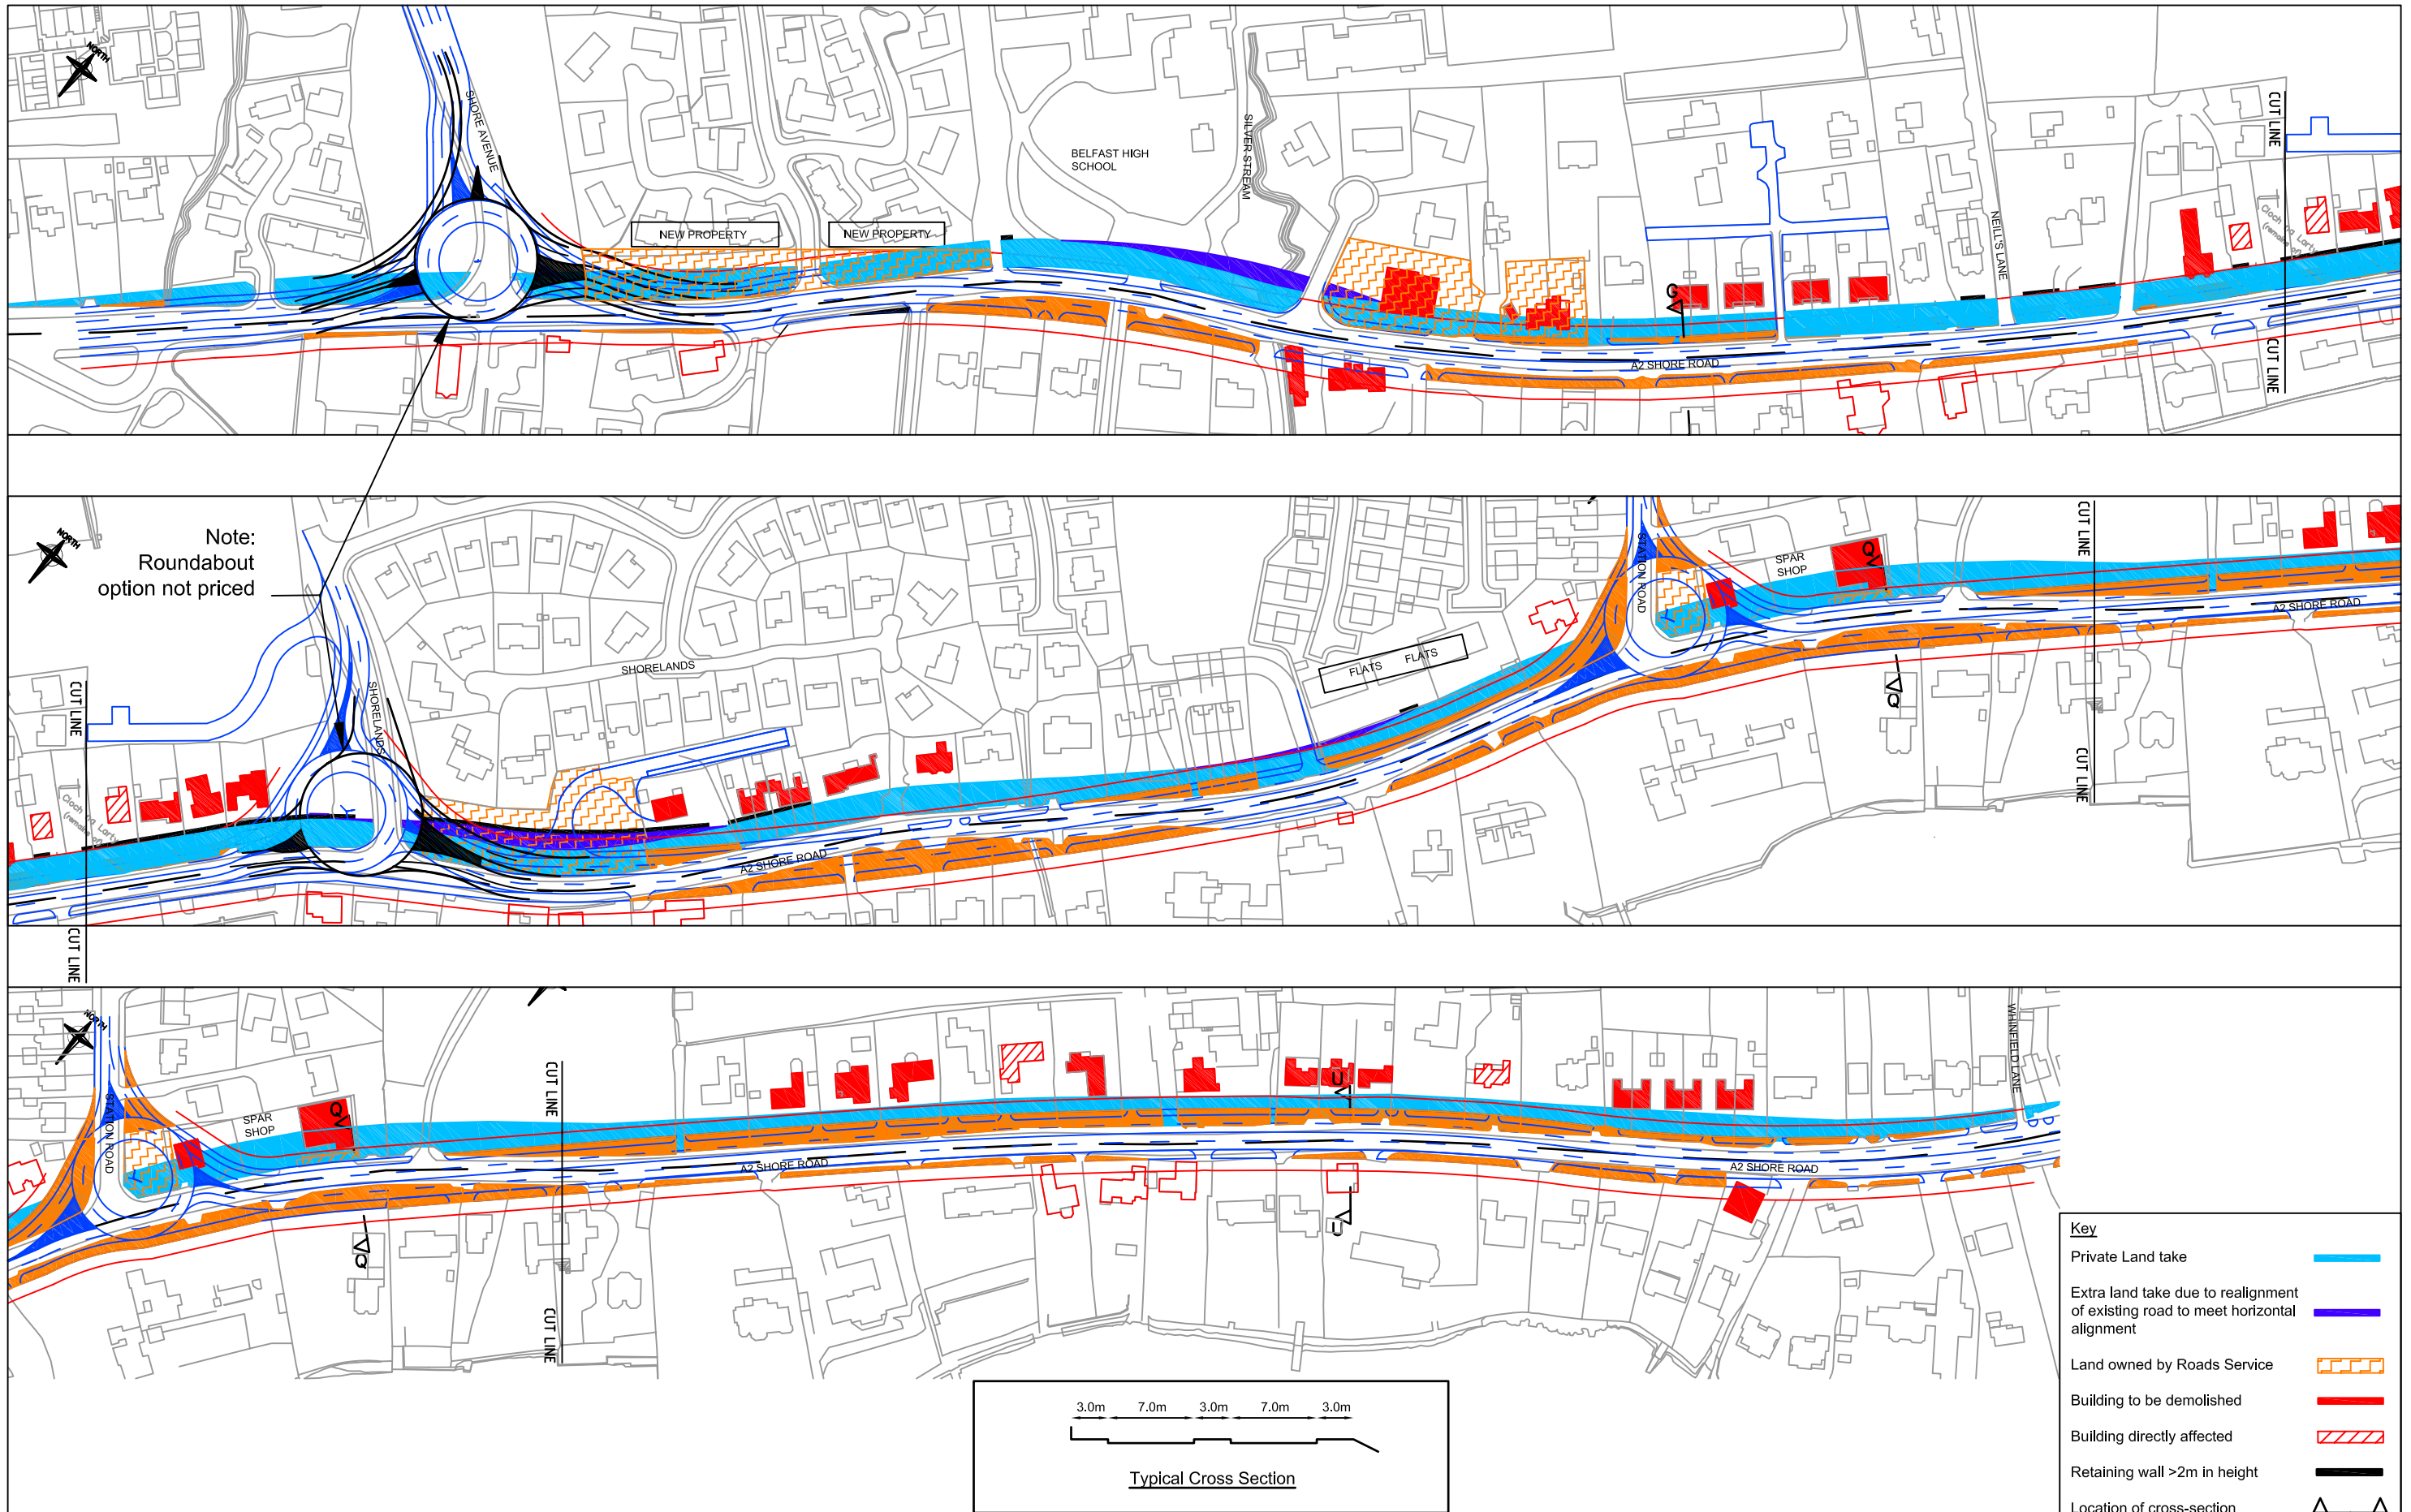 NORTH
SHORE AVENUE
NEW PROPERTY
NEW PROPERTY
BELFAST HIGH
SCHOOL
SILVER STREAM
G
A2 SHORE ROAD
NEILL'S LANE
CUT LINE
CUT LINE
NORTH
Note:
Roundabout
option not priced
CUT LINE
CUT LINE
SHORELANDS
SHORELANDS
A2 SHORE ROAD
FLATS
FLATS
STATION ROAD
SPAR
SHOP
Q
Q
CUT LINE
CUT LINE
A2 SHORE ROAD
NORTH
STATION ROAD
SPAR
SHOP
Q
Q
CUT LINE
CUT LINE
A2 SHORE ROAD
U
U
A2 SHORE ROAD
WHINFIELD LANE
3.0m 7.0m 3.0m 7.0m 3.0m
Typical Cross Section
Key
Private Land take
Extra land take due to realignment
of existing road to meet horizontal
alignment
Land owned by Roads Service
Building to be demolished
Building directly affected
Retaining wall >2m in height
Location of cross-section